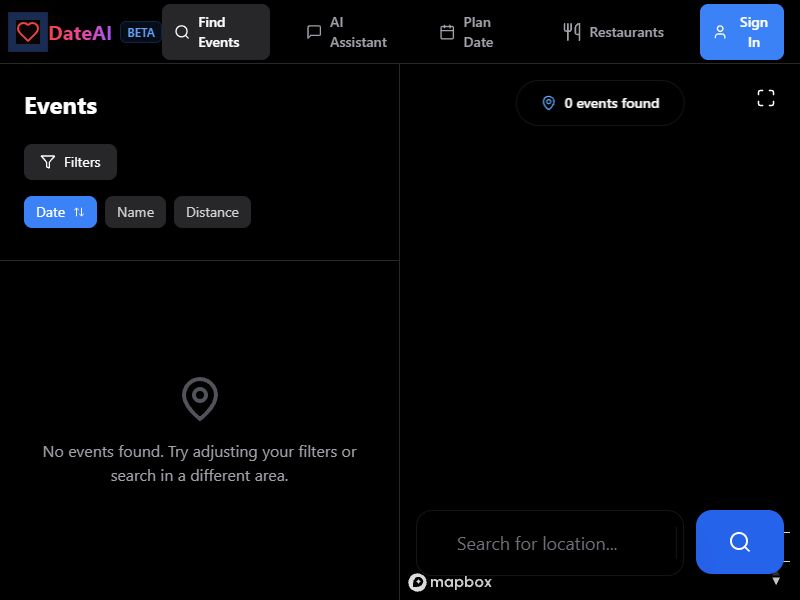 DateAI BETA
Find Events
AI Assistant
Plan Date
Restaurants
Sign In
Events
Filters
Date
Name
Distance
No events found. Try adjusting your filters or
search in a different area.
0 events found
Search for location...
mapbox